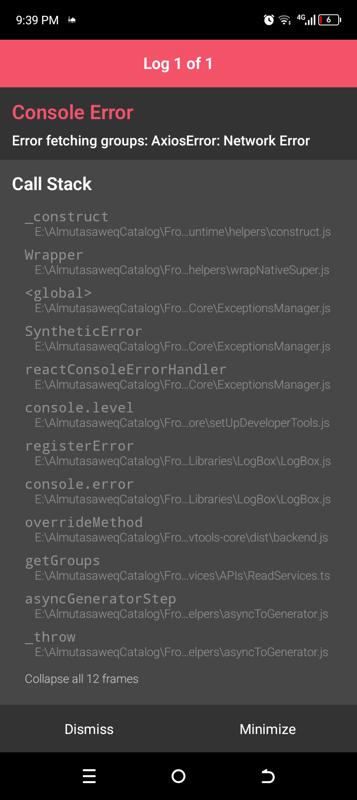 9:39 PM 4G 6
Log 1 of 1
Console Error
Error fetching groups: AxiosError: Network Error
Call Stack
_construct
E:\AlmutasaweqCatalog\Fro...untime\helpers\construct.js
Wrapper
E:\AlmutasaweqCatalog\Fro...helpers\wrapNativeSuper.js
<global>
E:\AlmutasaweqCatalog\Fro...Core\ExceptionsManager.js
SyntheticError
E:\AlmutasaweqCatalog\Fro...Core\ExceptionsManager.js
reactConsoleErrorHandler
E:\AlmutasaweqCatalog\Fro...Core\ExceptionsManager.js
console.level
E:\AlmutasaweqCatalog\Fro...ore\setUpDeveloperTools.js
registerError
E:\AlmutasaweqCatalog\Fro...Libraries\LogBox\LogBox.js
console.error
E:\AlmutasaweqCatalog\Fro...Libraries\LogBox\LogBox.js
overrideMethod
E:\AlmutasaweqCatalog\Fro...vtools-core\dist\backend.js
getGroups
E:\AlmutasaweqCatalog\Fro...vices\APIs\ReadServices.ts
asyncGeneratorStep
E:\AlmutasaweqCatalog\Fro...elpers\asyncToGenerator.js
_throw
E:\AlmutasaweqCatalog\Fro...elpers\asyncToGenerator.js
Collapse all 12 frames
Dismiss Minimize